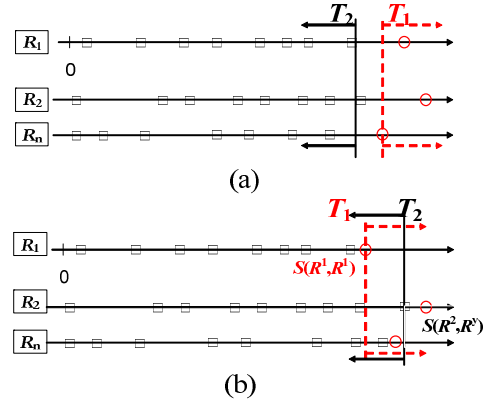 T₂ T₁
R₁
0
R₂
Rₙ
(a)
T₁ T₂
R₁
S(R¹,R¹)
0
R₂
S(R²,Rʸ)
Rₙ
(b)